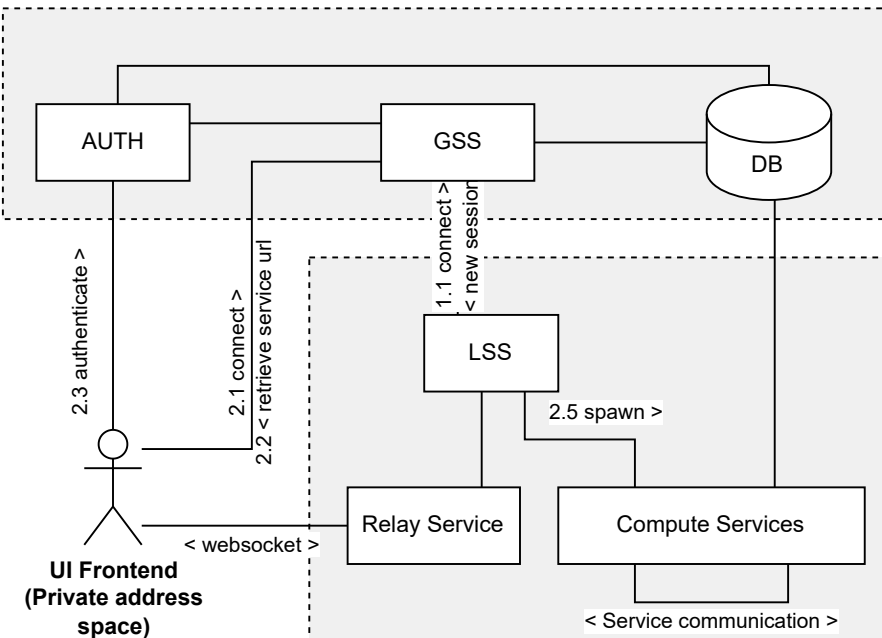 AUTH
GSS
DB
1.1 connect >
< new session
2.3 authenticate >
2.1 connect >
2.2 < retrieve service url
LSS
2.5 spawn >
Relay Service
Compute Services
< websocket >
UI Frontend
(Private address
space)
< Service communication >